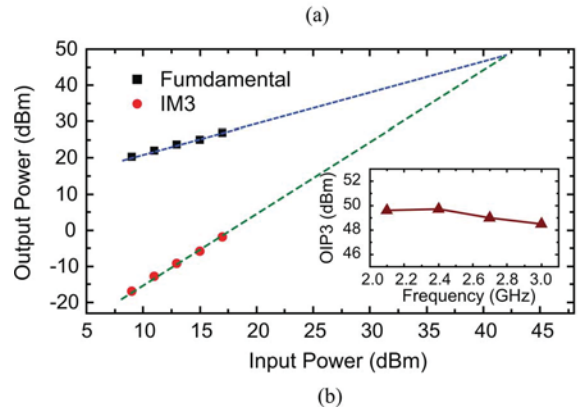 (a)
50
40
30
20
10
0
-10
-20
Output Power (dBm)
Fumdamental
IM3
52
50
48
46
OIP3 (dBm)
2.0 2.2 2.4 2.6 2.8 3.0
Frequency (GHz)
5 10 15 20 25 30 35 40 45
Input Power (dBm)
(b)